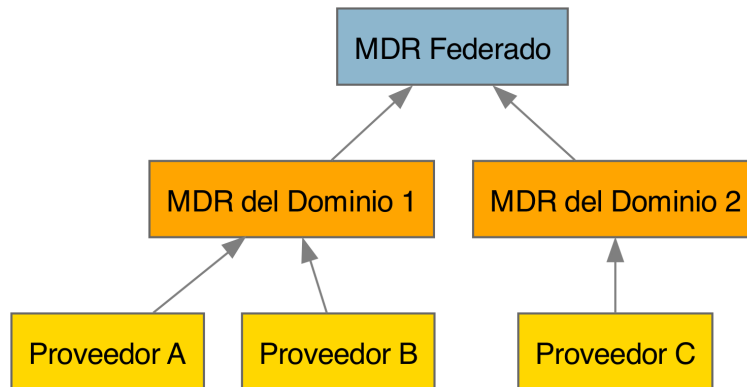 MDR Federado
MDR del Dominio 1
MDR del Dominio 2
Proveedor A
Proveedor B
Proveedor C